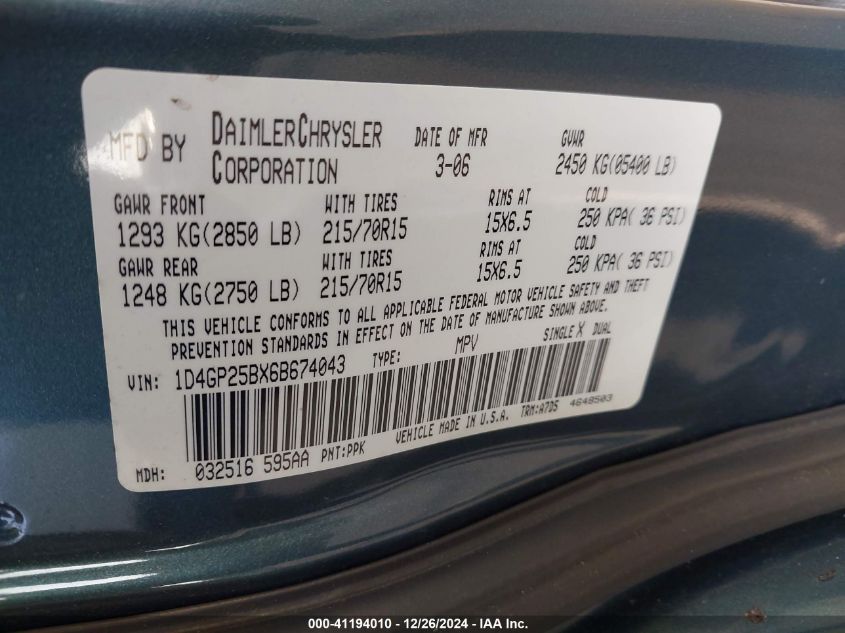 MFD BY DAIMLERCHRYSLER CORPORATION DATE OF MFR 3-06 GVWR 2450 KG(05400 LB)
GAWR FRONT WITH TIRES RIMS AT COLD
1293 KG(2850 LB) 215/70R15 15X6.5 250 KPA( 36 PSI)
GAWR REAR WITH TIRES RIMS AT COLD
1248 KG(2750 LB) 215/70R15 15X6.5 250 KPA( 36 PSI)
THIS VEHICLE CONFORMS TO ALL APPLICABLE FEDERAL MOTOR VEHICLE SAFETY AND THEFT
PREVENTION STANDARDS IN EFFECT ON THE DATE OF MANUFACTURE SHOWN ABOVE.
VIN: 1D4GP25BX6B674043 TYPE: MPV SINGLE X DUAL
MDH: 032516 595AA PNT:PPK VEHICLE MADE IN U.S.A. TRM:A7D5 4648503
000-41194010 - 12/26/2024 - IAA Inc.